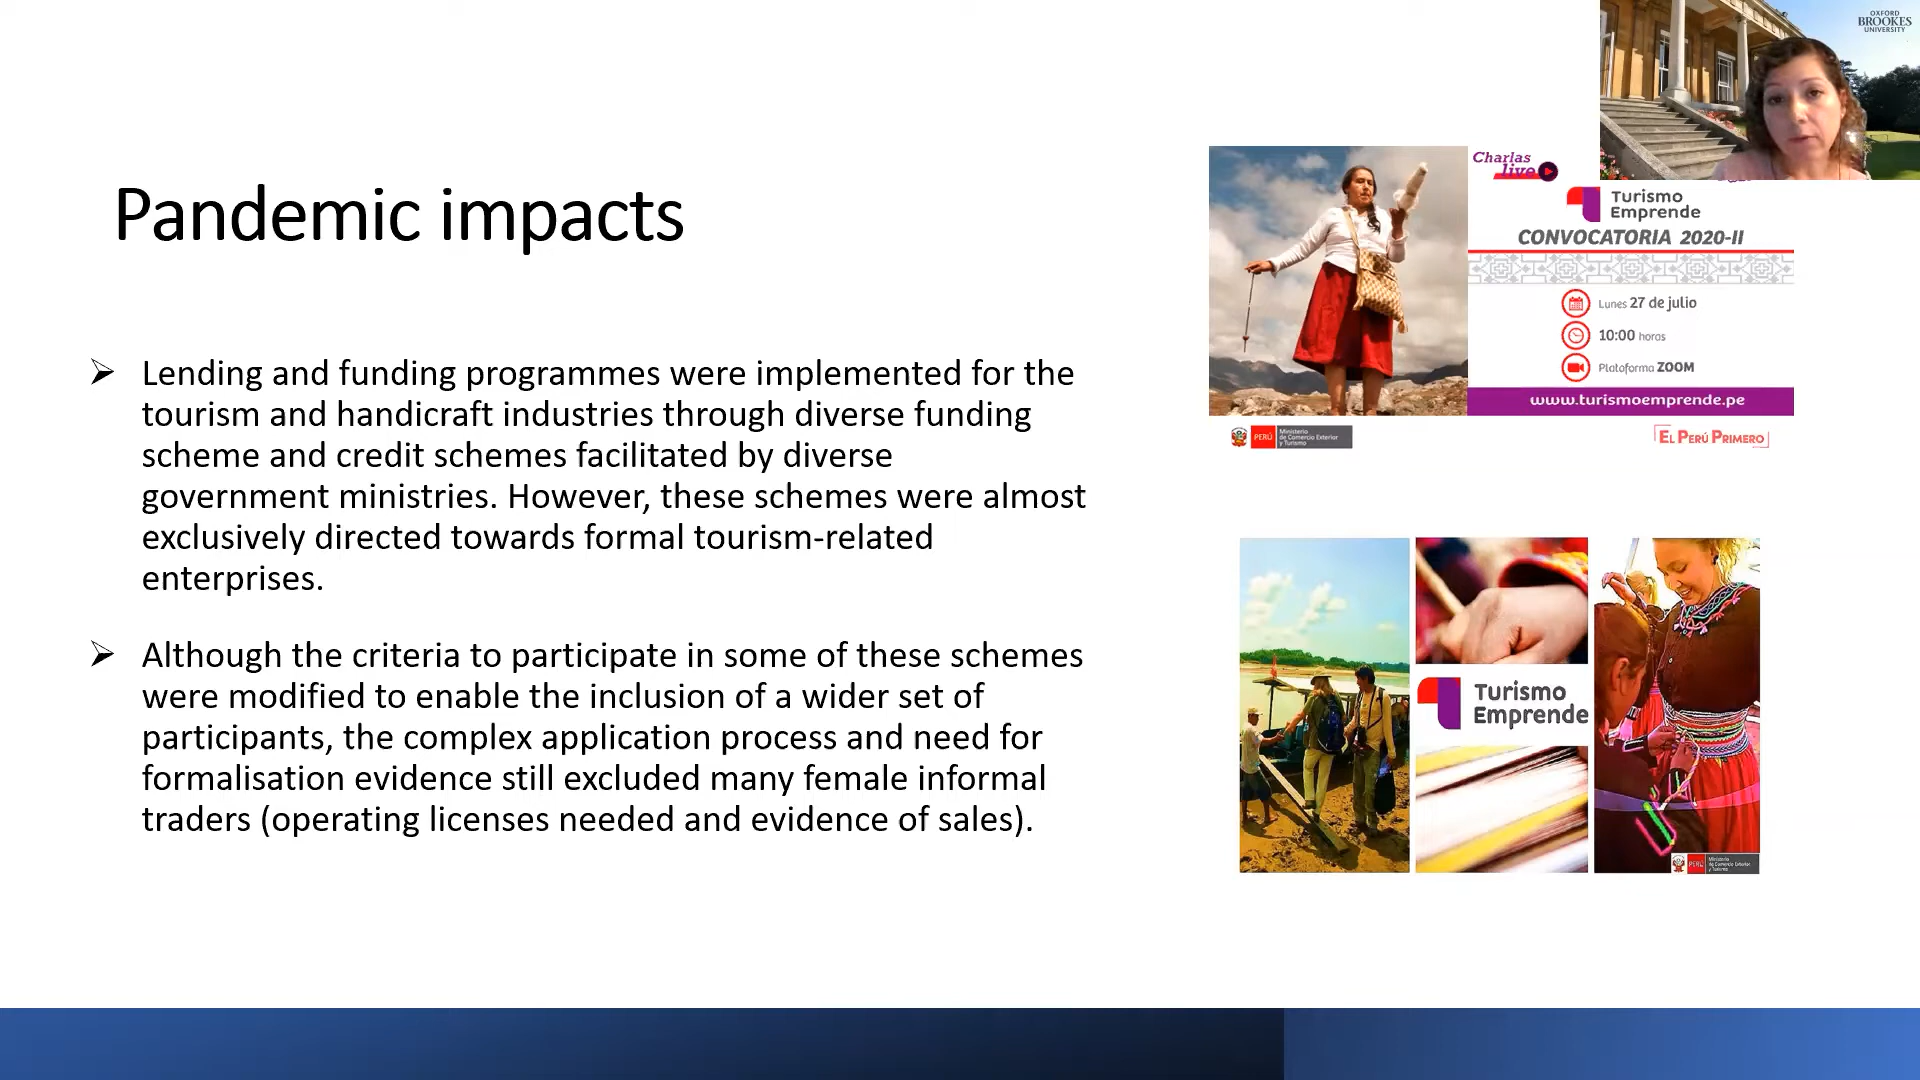 OXFORD
BROOKES
UNIVERSITY
Pandemic impacts
Lending and funding programmes were implemented for the
tourism and handicraft industries through diverse funding
scheme and credit schemes facilitated by diverse
government ministries. However, these schemes were almost
exclusively directed towards formal tourism-related
enterprises.
Although the criteria to participate in some of these schemes
were modified to enable the inclusion of a wider set of
participants, the complex application process and need for
formalisation evidence still excluded many female informal
traders (operating licenses needed and evidence of sales).
Charlas
live
Turismo
Emprende
CONVOCATORIA 2020-II
Lunes 27 de julio
10:00 horas
Plataforma ZOOM
www.turismoemprende.pe
PERÚ
Ministerio
de Comercio Exterior
y Turismo
EL PERÚ PRIMERO
Turismo
Emprende
PERÚ
Ministerio
de Comercio Exterior
y Turismo